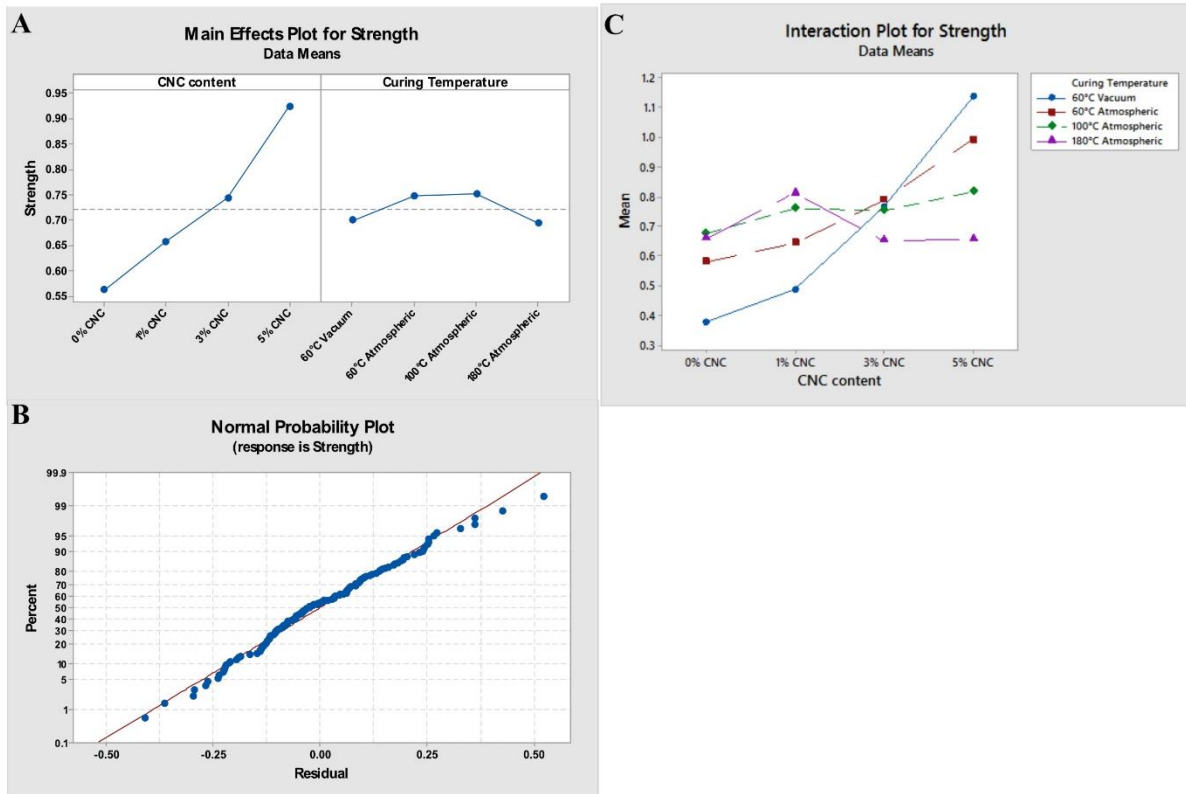 A
Main Effects Plot for Strength
Data Means
CNC content Curing Temperature
Strength
0.95
0.90
0.85
0.80
0.75
0.70
0.65
0.60
0.55
0% CNC
1% CNC
3% CNC
5% CNC
60°C Vacuum
60°C Atmospheric
100°C Atmospheric
180°C Atmospheric
C
Interaction Plot for Strength
Data Means
Mean
1.2
1.1
1.0
0.9
0.8
0.7
0.6
0.5
0.4
0.3
0% CNC 1% CNC 3% CNC 5% CNC
CNC content
Curing Temperature
60°C Vacuum
60°C Atmospheric
100°C Atmospheric
180°C Atmospheric
B
Normal Probability Plot
(response is Strength)
Percent
99.9
99
95
90
80
70
60
50
40
30
20
10
5
1
0.1
-0.50 -0.25 0.00 0.25 0.50
Residual